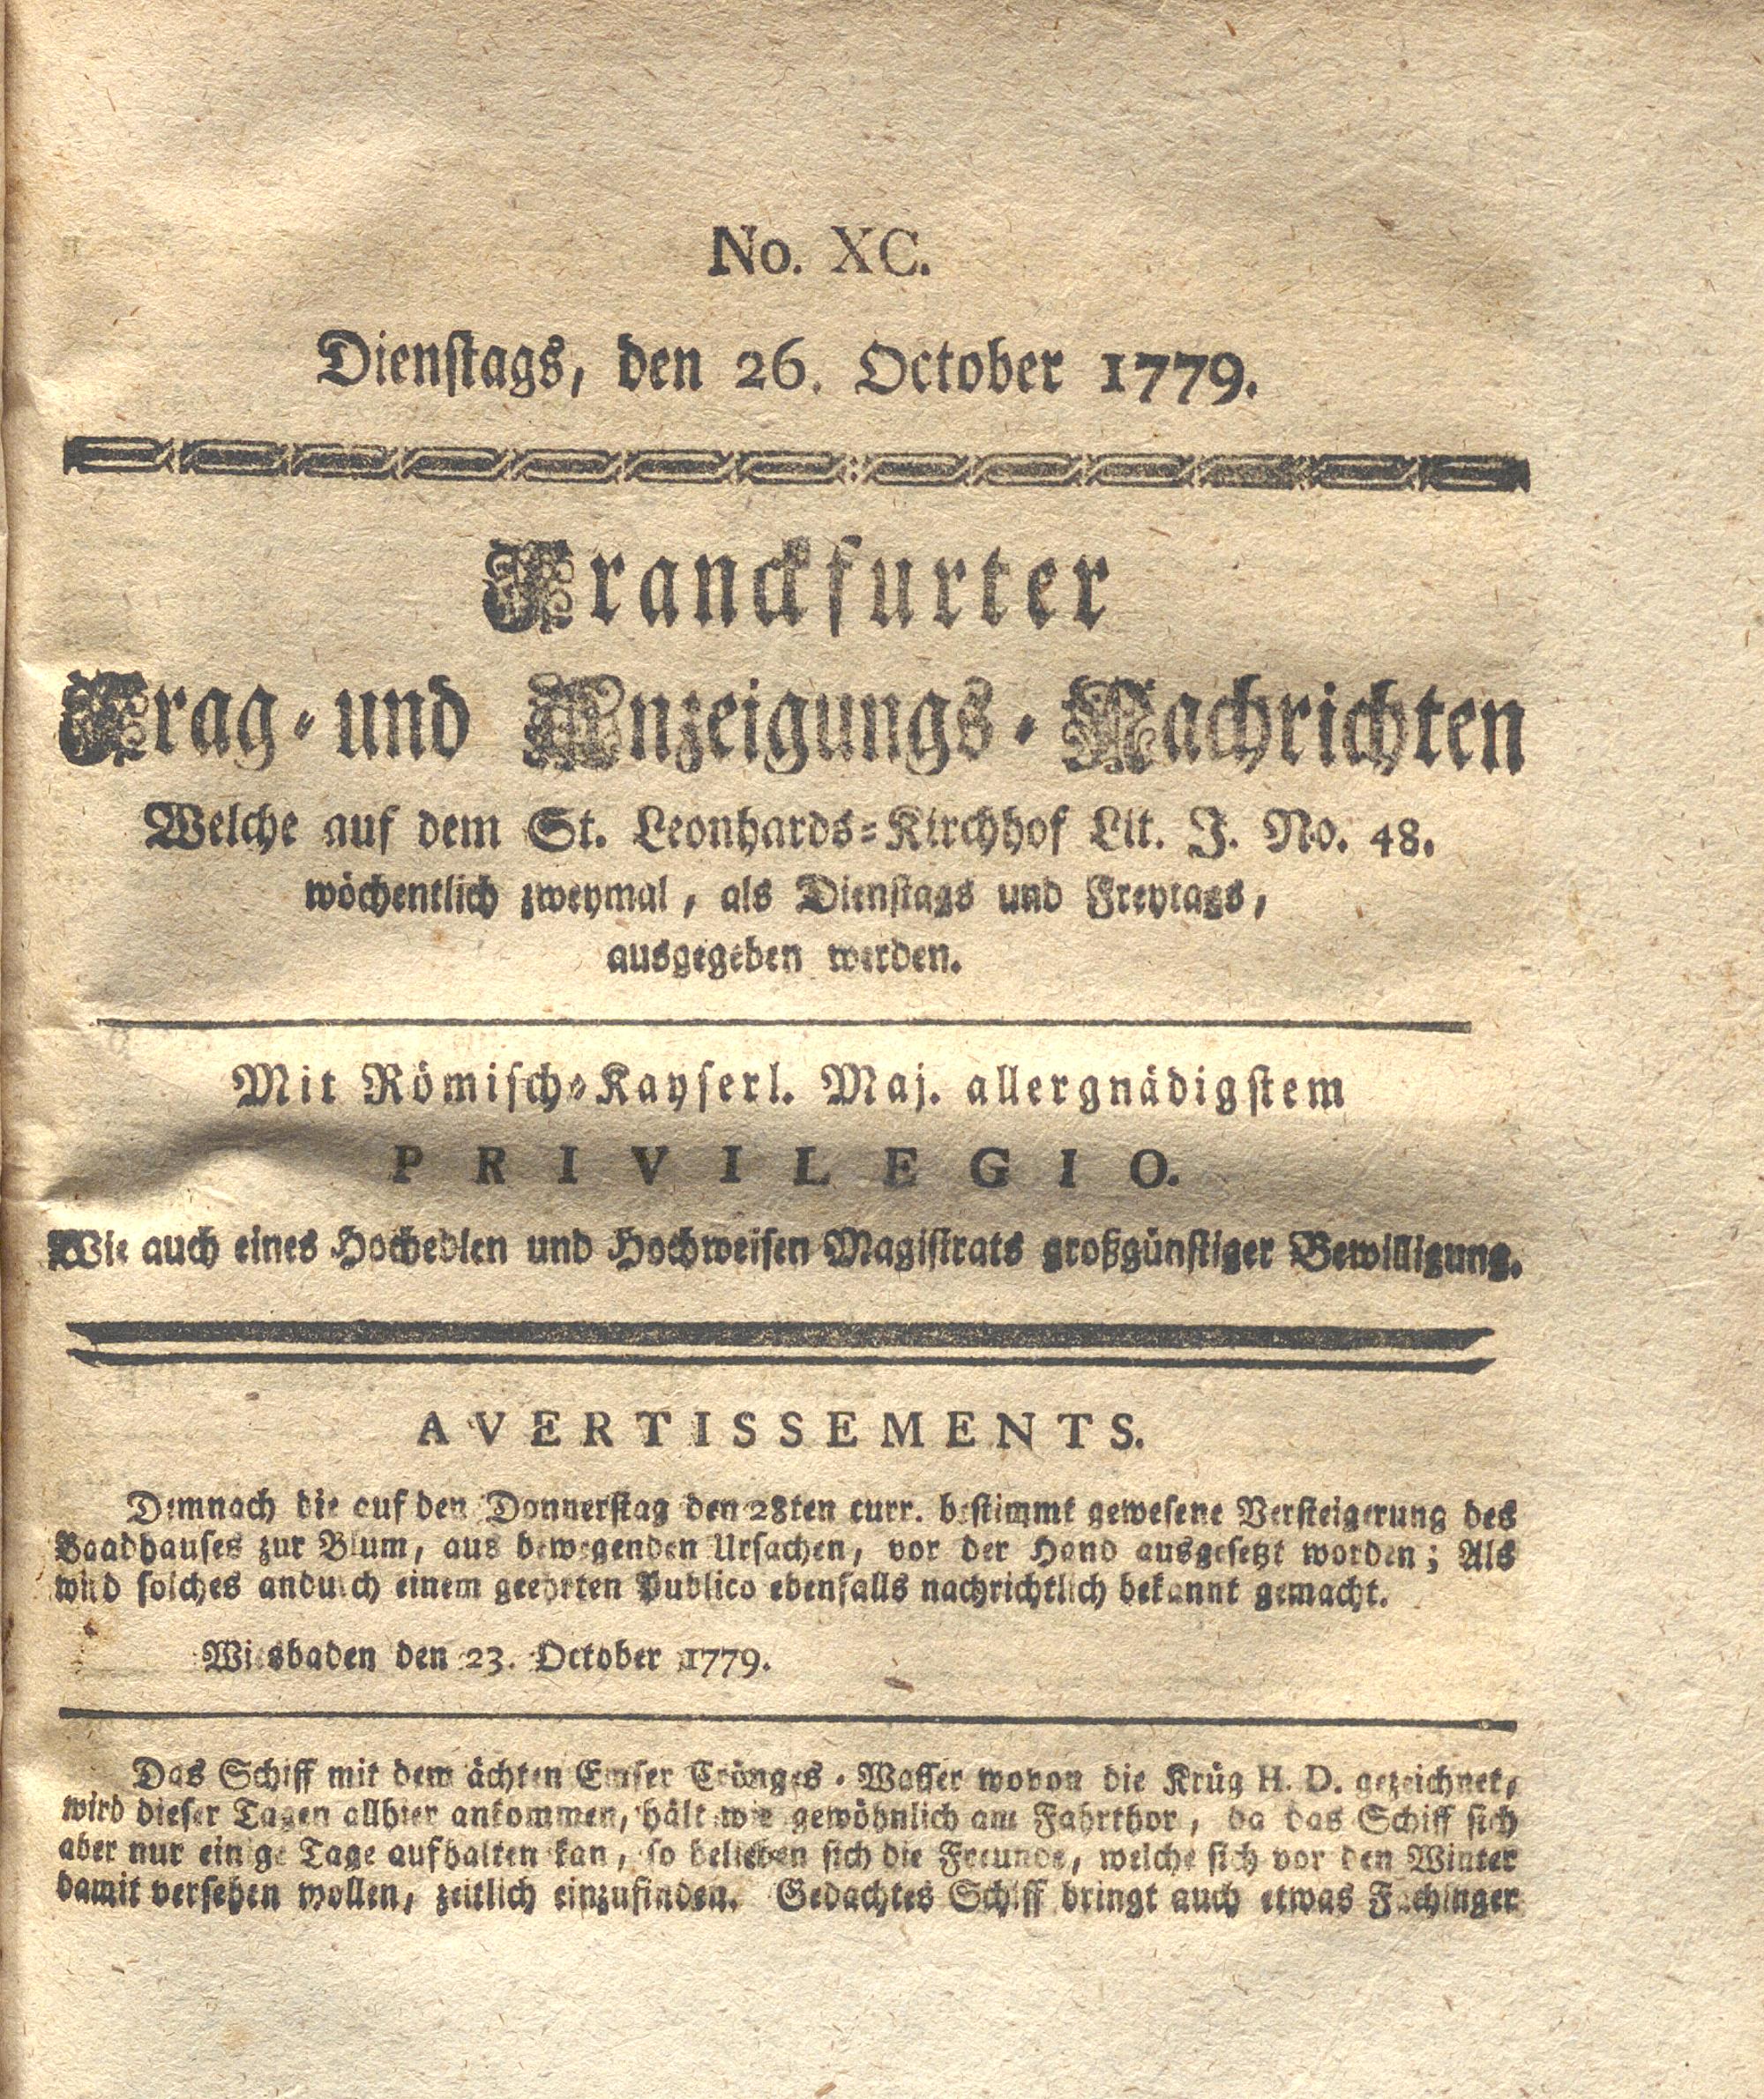 No. XC.
Dienstags, den 26. October 1779.
Franckfurter
Frag-und Anzeigungs-Nachrichten
Welche auf dem St. Leonhards-Kirchhof Lit. J. No. 48.
wöchentlich zweymal, als Dienstags und Freytags,
ausgegeben werden.
Mit Römisch-Kayserl. Maj. allergnädigstem
PRIVILEGIO.
Wie auch eines Hochedlen und Hochweisen Magistrats großgünstiger Bewilligung.
AVERTISSEMENTS.
Demnach die auf den Donnerstag den 28ten curr. bestimmt gewesene Versteigerung des
Baadhauses zur Blum, aus bewegenden Ursachen, vor der Hand ausgesetzt worden; Als
wird solches andurch einem geehrten Publico ebenfalls nachrichtlich bekannt gemacht.
Wiesbaden den 23. October 1779.
Das Schiff mit dem ächten Emser Cränges-Wasser wovon die Krüg H. D. gezeichnet,
wird dieser Tagen allhier ankommen, hält wie gewöhnlich am Fahrthor, da das Schiff sich
aber nur einige Tage aufhalten kan, so belieben sich die Freunde, welche sich vor den Winter
damit versehen wollen, zeitlich einzufinden. Gedachtes Schiff bringt auch etwas Fachinger